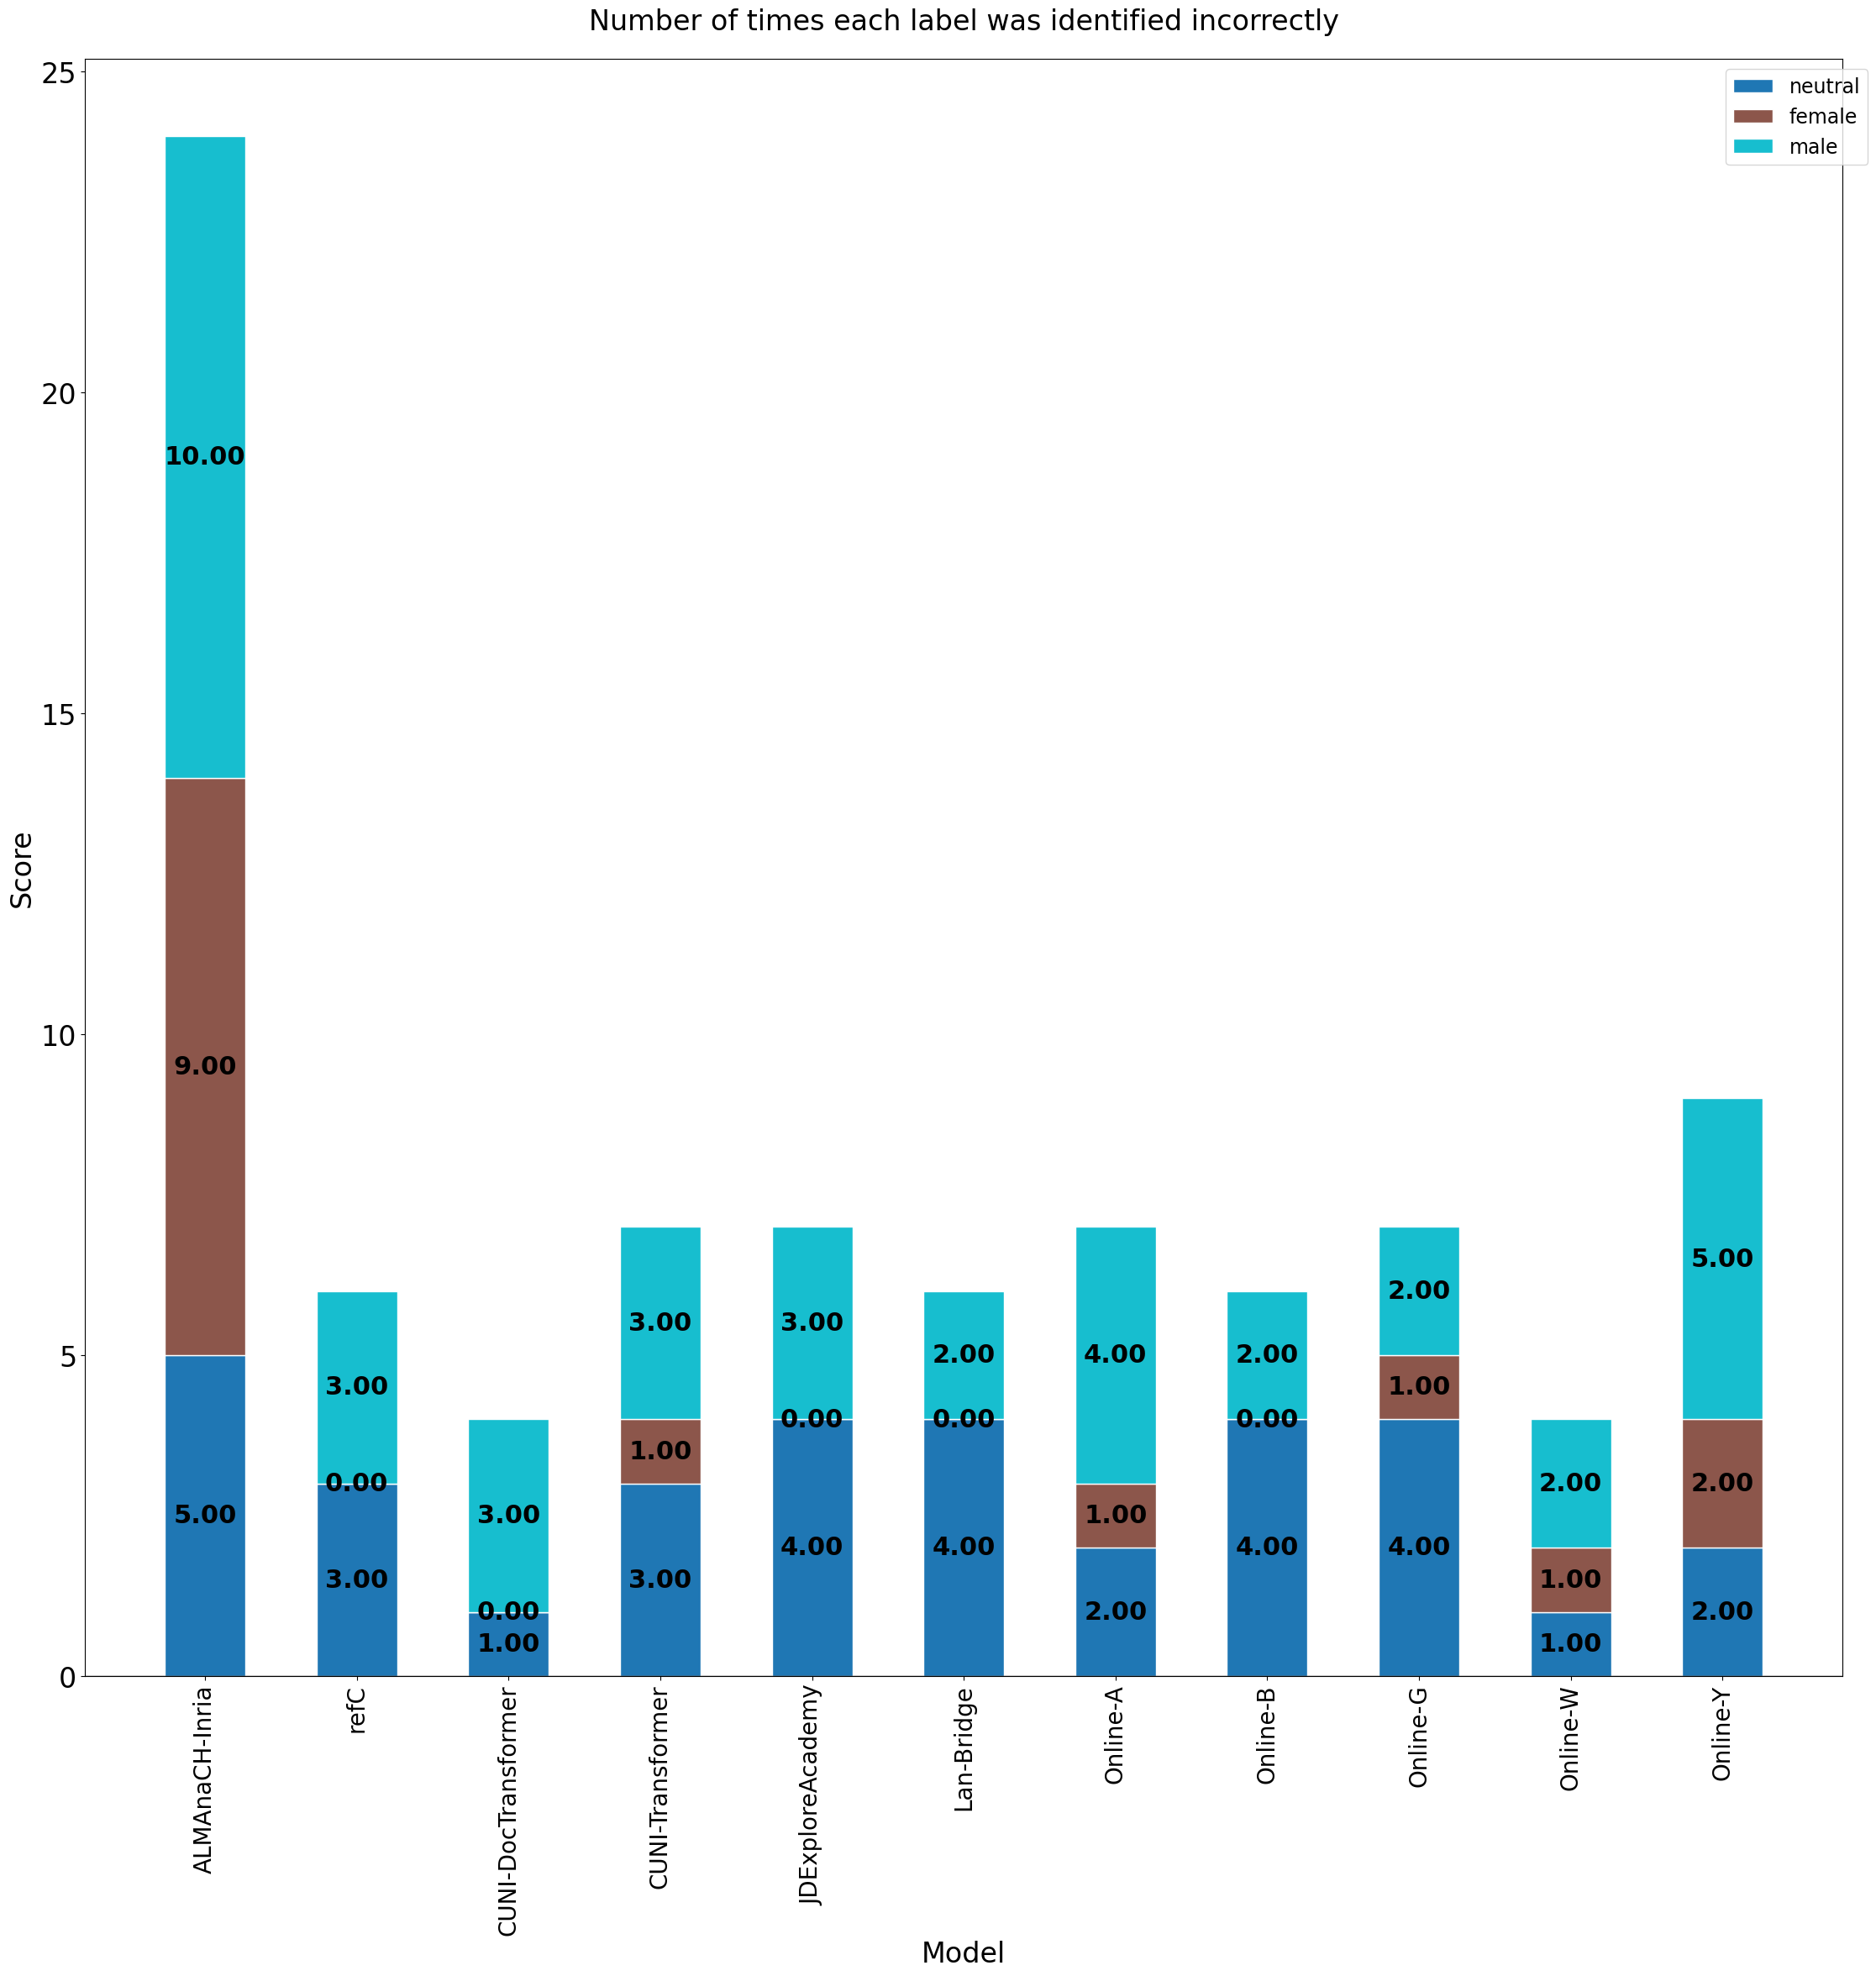 Number of times each label was identified incorrectly
neutral
female
male
25
20
15
10
5
0
Score
10.00
9.00
5.00
3.00
0.00
3.00
3.00
0.00
1.00
3.00
1.00
3.00
3.00
0.00
4.00
2.00
0.00
4.00
4.00
1.00
2.00
2.00
0.00
4.00
2.00
1.00
4.00
2.00
1.00
1.00
5.00
2.00
2.00
ALMAnaCH-Inria
refC
CUNI-DocTransformer
CUNI-Transformer
JDExploreAcademy
Lan-Bridge
Online-A
Online-B
Online-G
Online-W
Online-Y
Model